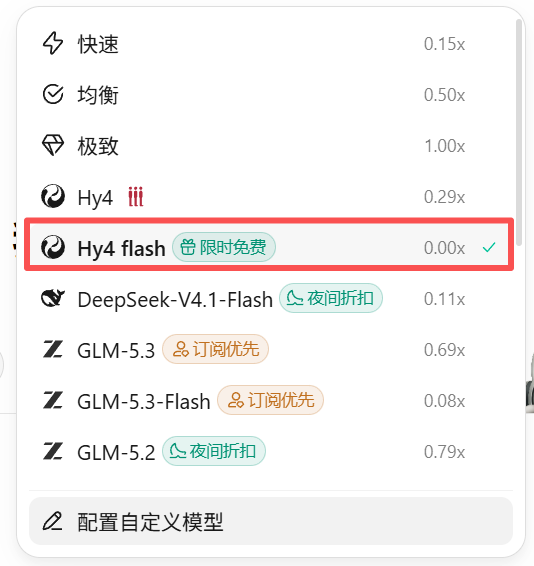 快速 0.15x
均衡 0.50x
极致 1.00x
Hy4 0.29x
Hy4 flash 限时免费 0.00x
DeepSeek-V4.1-Flash 夜间折扣 0.11x
GLM-5.3 订阅优先 0.69x
GLM-5.3-Flash 订阅优先 0.08x
GLM-5.2 夜间折扣 0.79x
配置自定义模型